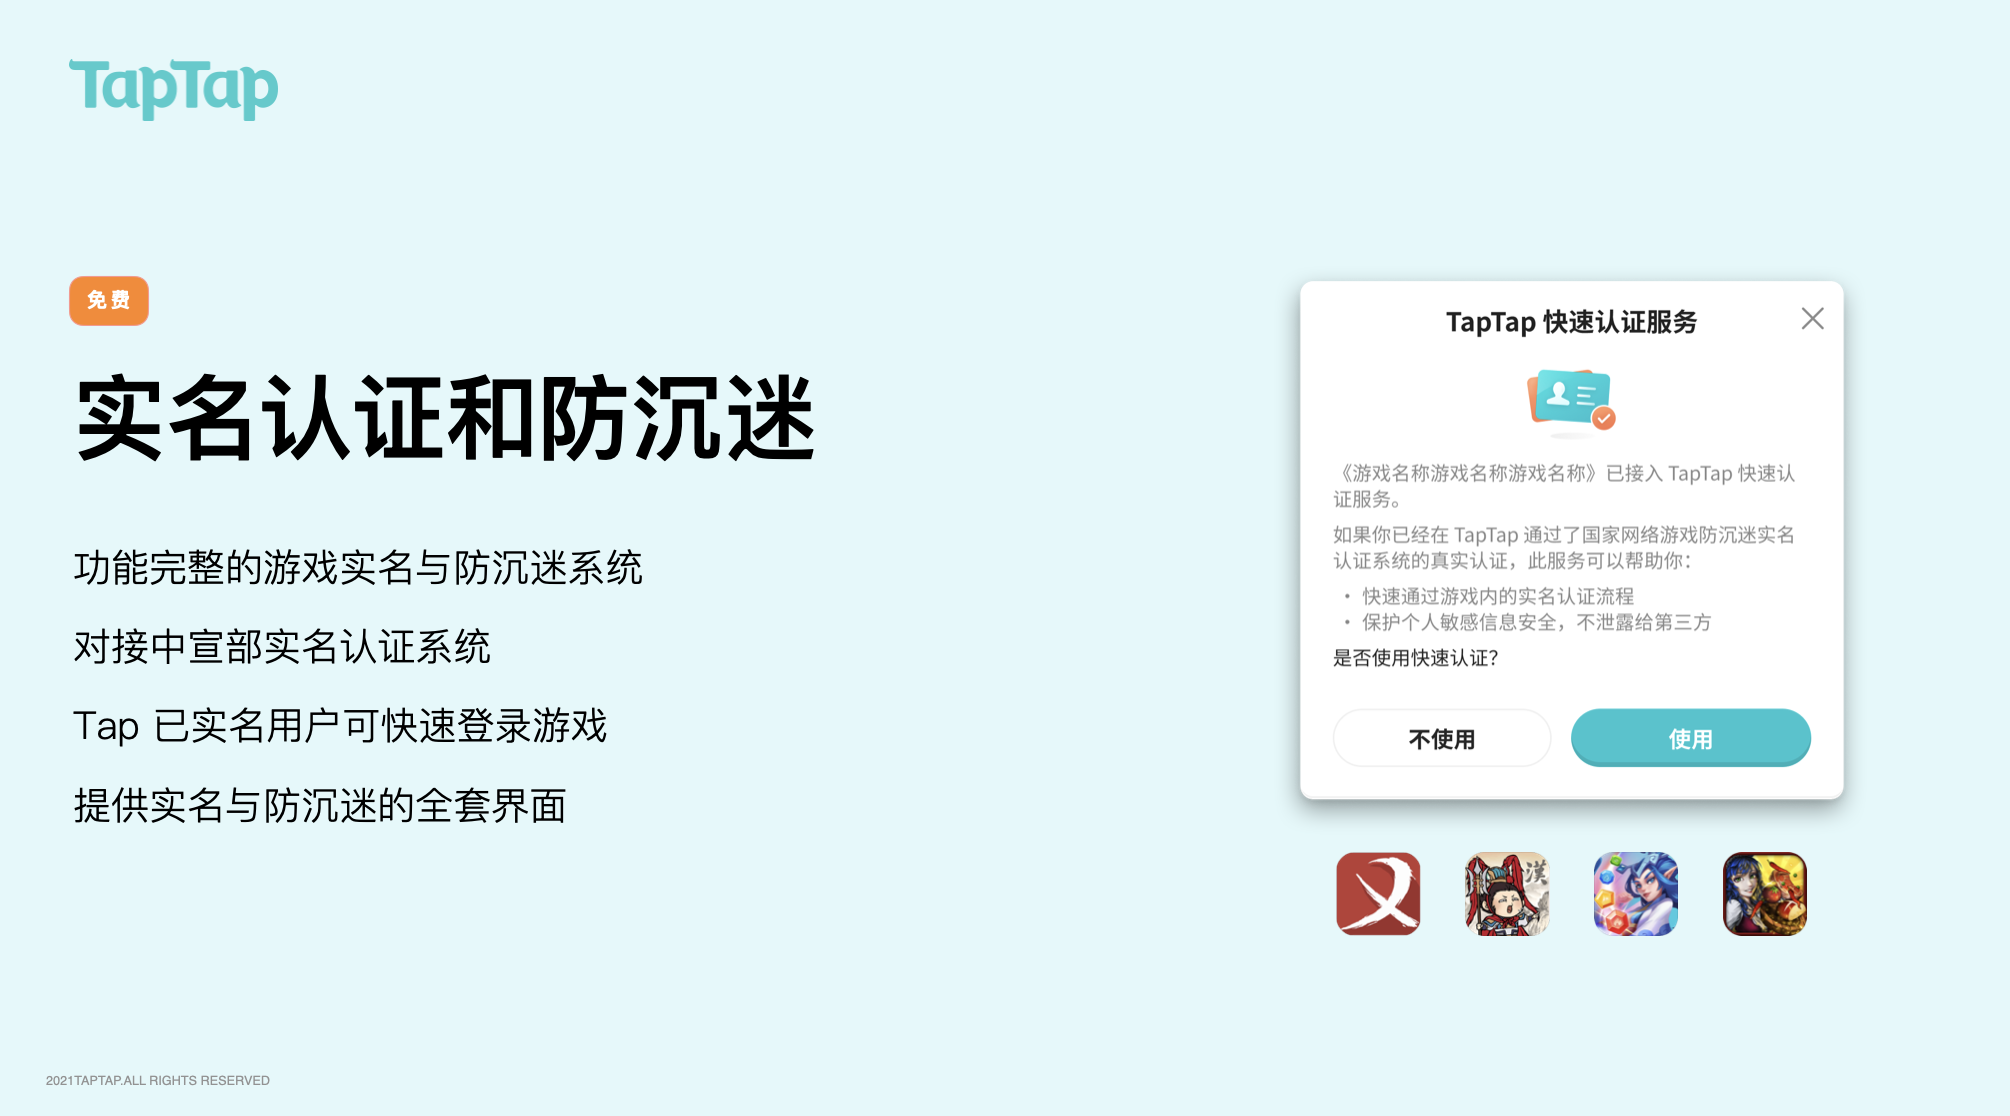 TapTap
免费
实名认证和防沉迷
功能完整的游戏实名与防沉迷系统
对接中宣部实名认证系统
Tap 已实名用户可快速登录游戏
提供实名与防沉迷的全套界面
TapTap 快速认证服务
《游戏名称游戏名称游戏名称》已接入 TapTap 快速认
证服务。
如果你已经在 TapTap 通过了国家网络游戏防沉迷实名
认证系统的真实认证，此服务可以帮助你：
• 快速通过游戏内的实名认证流程
• 保护个人敏感信息安全，不泄露给第三方
是否使用快速认证？
不使用
使用
漢
2021TAPTAP.ALL RIGHTS RESERVED